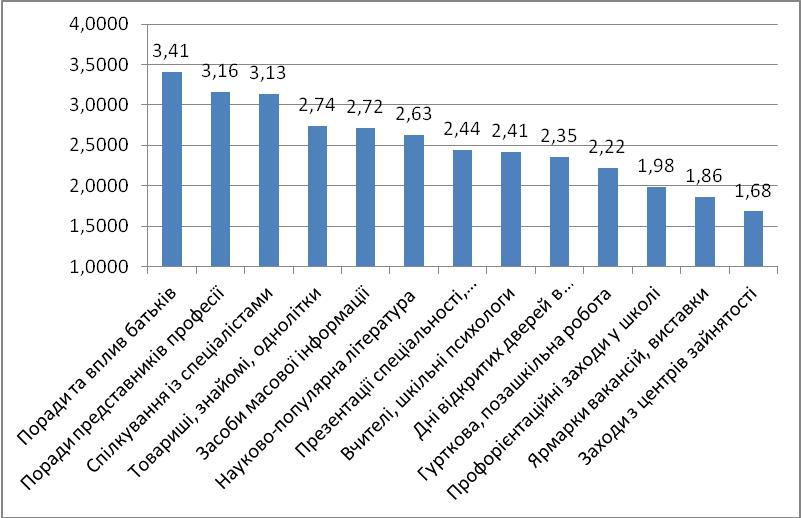 4,0000
3,5000
3,0000
2,5000
2,0000
1,5000
1,0000
3,41
3,16
3,13
2,74
2,72
2,63
2,44
2,41
2,35
2,22
1,98
1,86
1,68
Поради та вплив батьків
Поради представників професії
Спілкування із спеціалістами
Товариші, знайомі, однолітки
Засоби масової інформації
Науково-популярна література
Презентації спеціальності,...
Вчителі, шкільні психологи
Дні відкритих дверей в...
Гурткова, позашкільна робота
Профорієнтаційні заходи у школі
Ярмарки вакансій, виставки
Заходи з центрів зайнятості